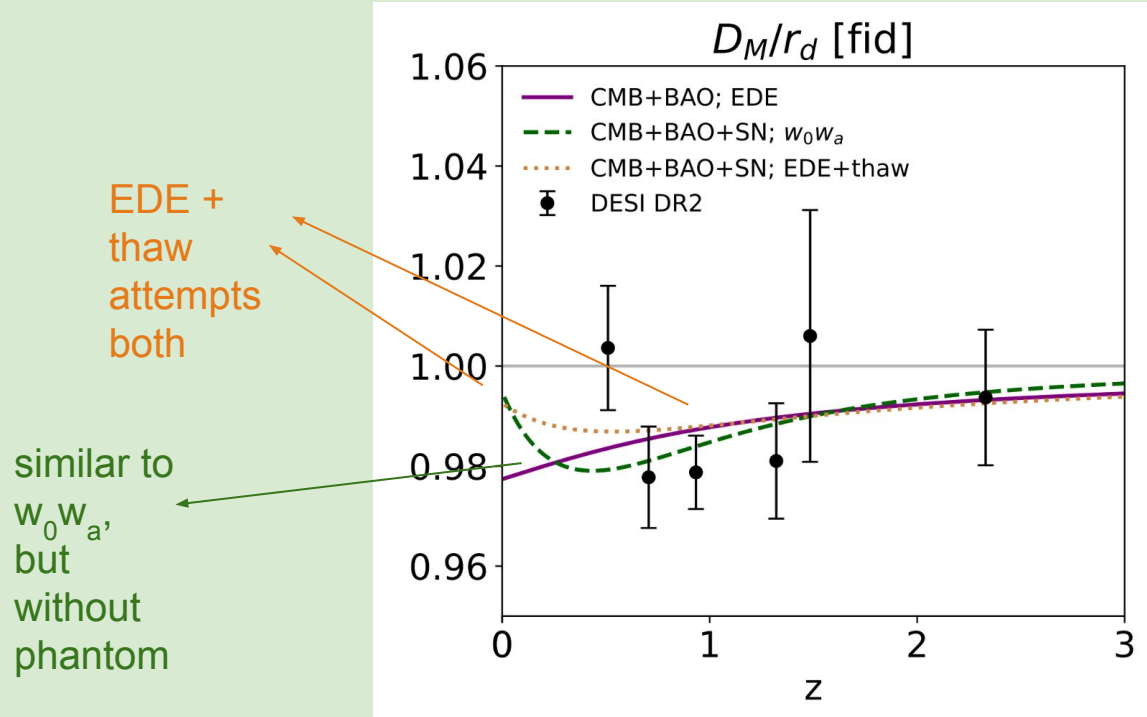 EDE +
thaw
attempts
both
similar to
w₀wₐ,
but
without
phantom
D_M/r_d [fid]
1.06
1.04
1.02
1.00
0.98
0.96
CMB+BAO; EDE
CMB+BAO+SN; w₀wₐ
CMB+BAO+SN; EDE+thaw
DESI DR2
0 1 2 3
z